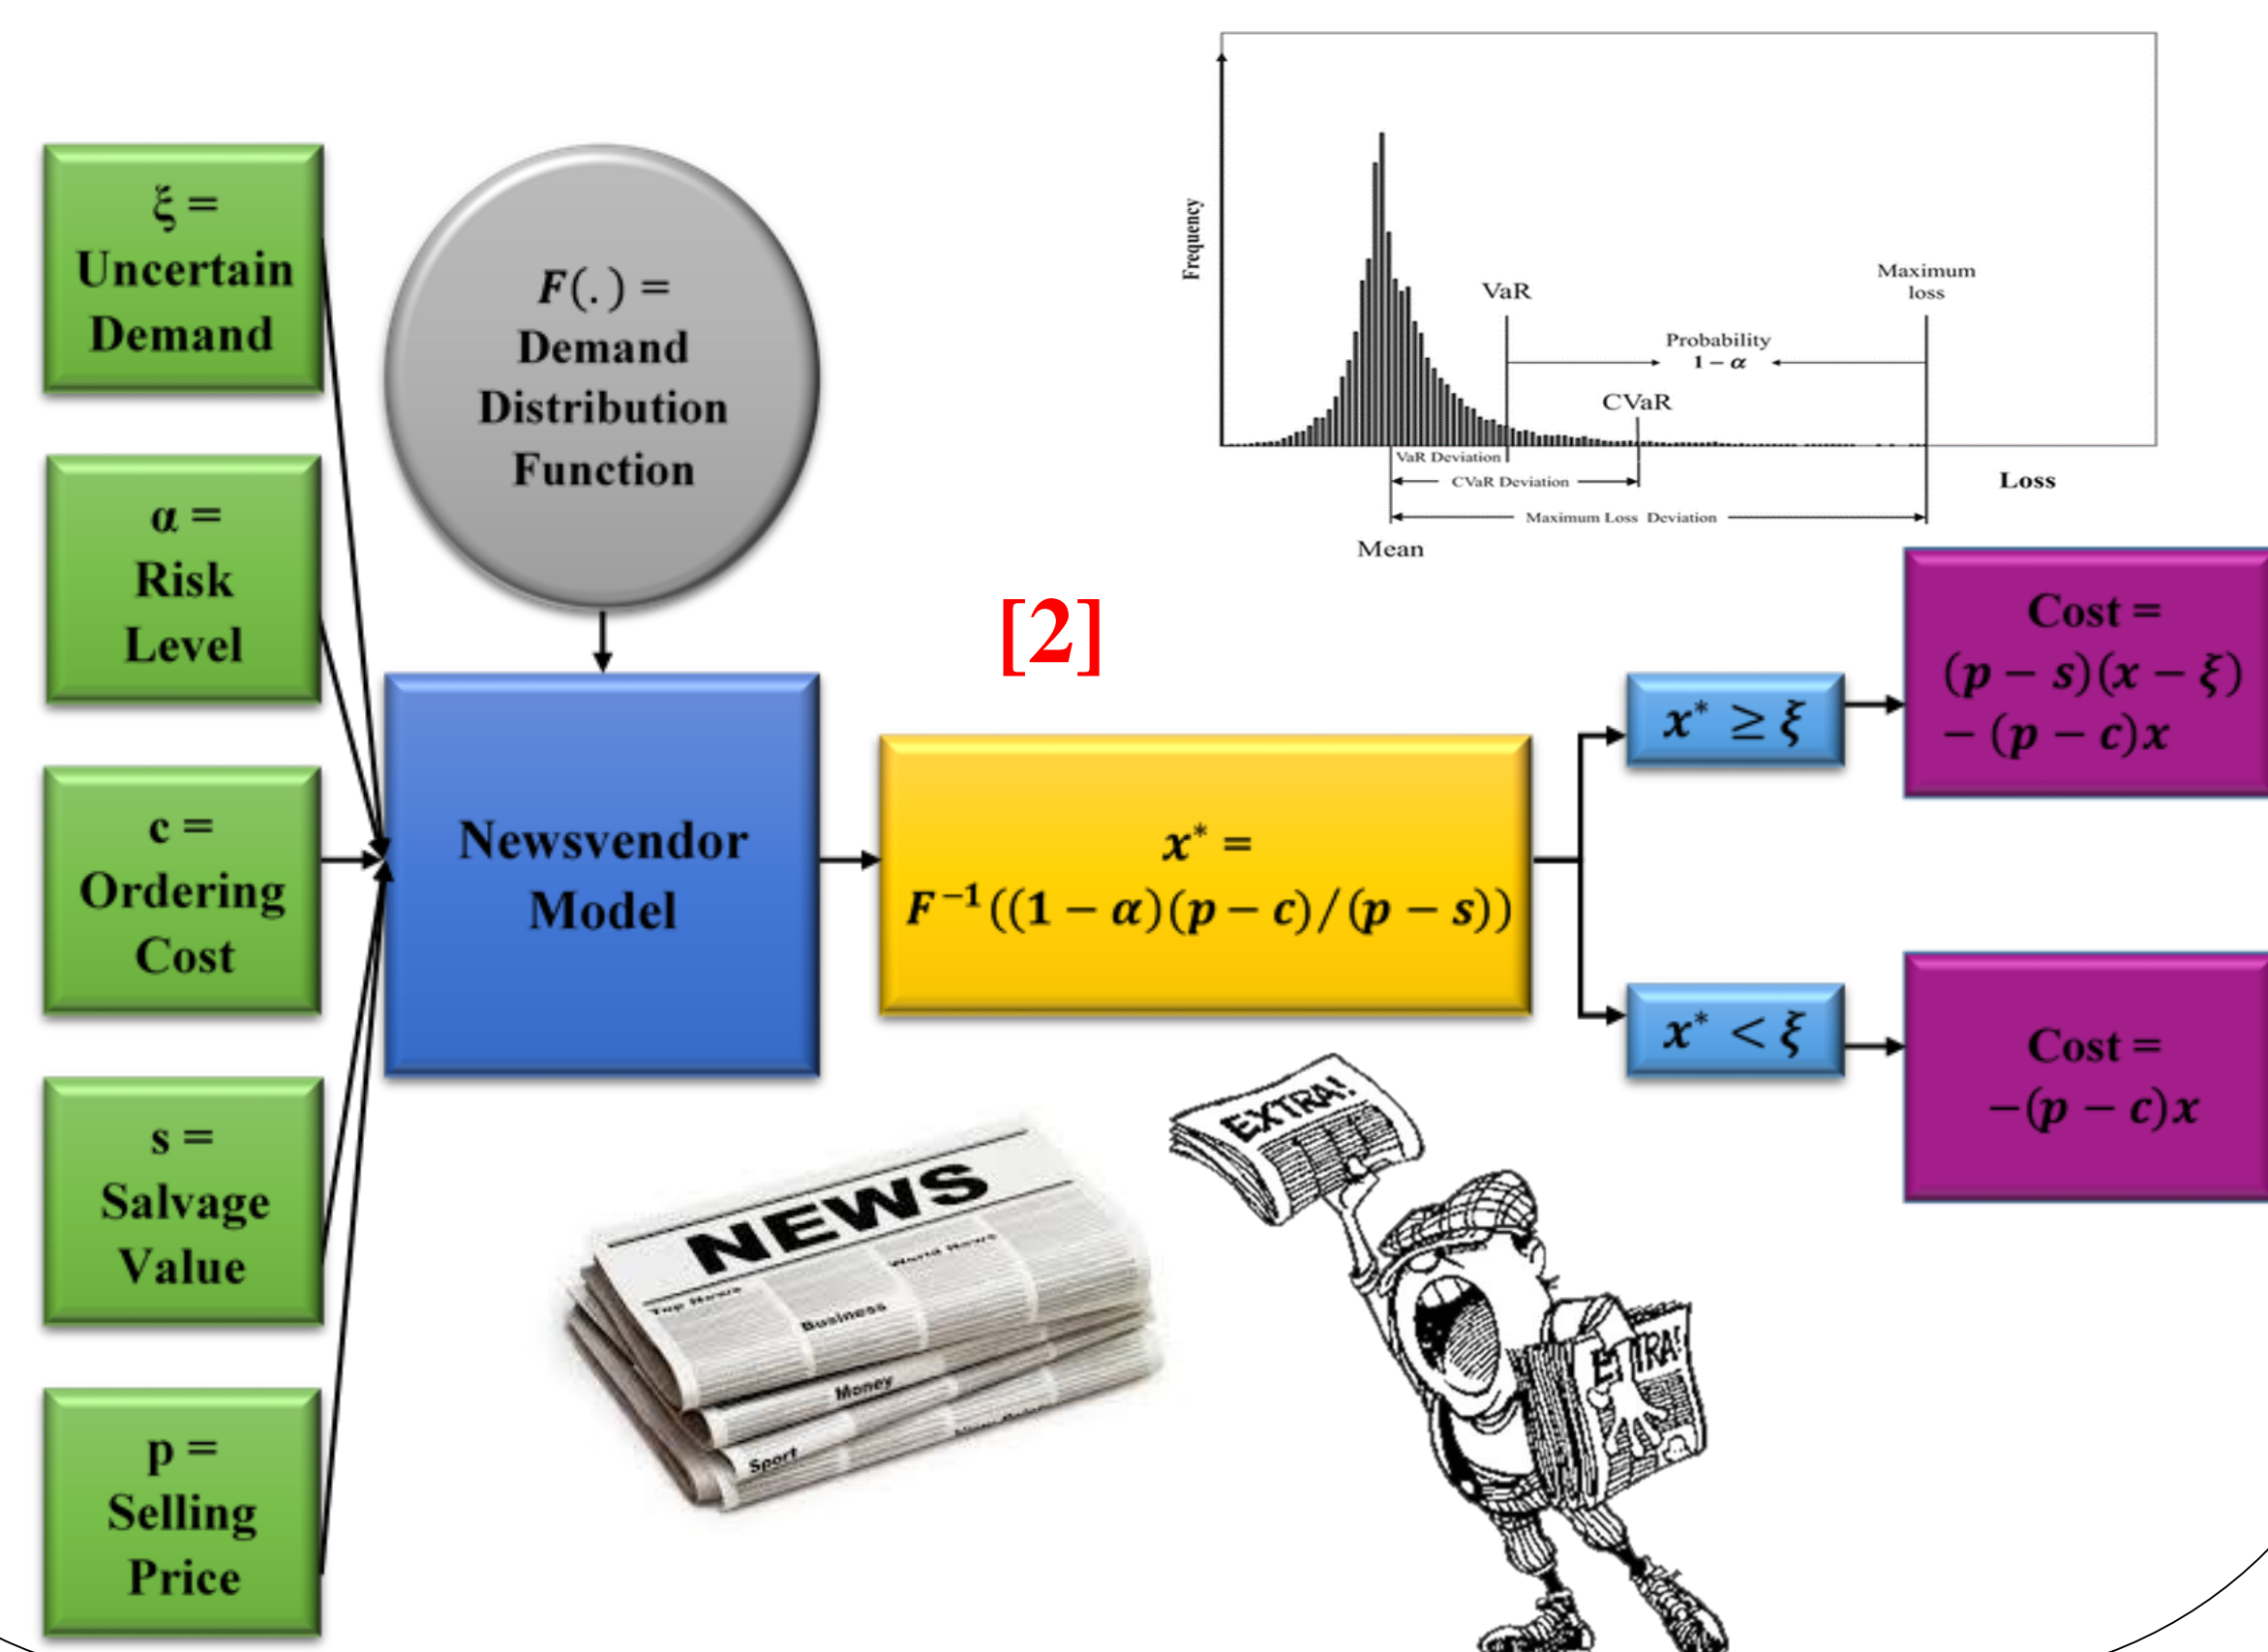 ξ =
Uncertain
Demand
α =
Risk
Level
c =
Ordering
Cost
s =
Salvage
Value
p =
Selling
Price
F(.) =
Demand
Distribution
Function
Newsvendor
Model
[2]
x* =
F⁻¹((1 − α)(p − c)/(p − s))
x* ≥ ξ
x* < ξ
Cost =
(p − s)(x − ξ)
− (p − c)x
Cost =
−(p − c)x
Frequency
VaR
Maximum
loss
Probability
1 − α
CVaR
VaR Deviation
CVaR Deviation
Loss
Maximum Loss Deviation
Mean
NEWS
Top News
Business
World News
Money
Sport
EXTRA!